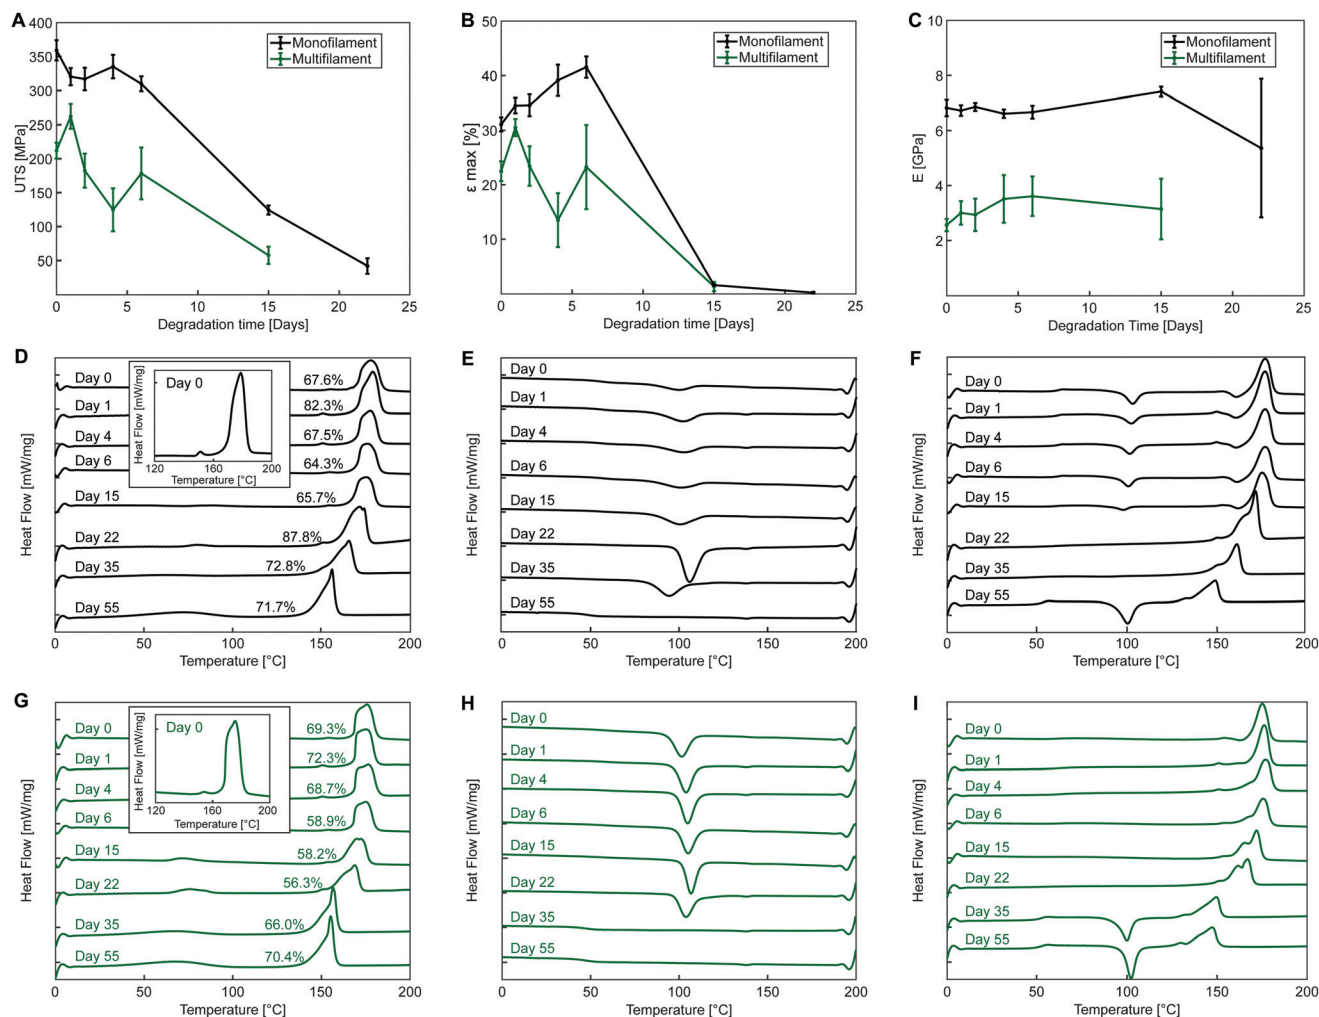 A
UTS [MPa]
400
350
300
250
200
150
100
50
Monofilament
Multifilament
0
5
10
15
20
25
Degradation time [Days]
B
ε max [%]
50
40
30
20
10
Monofilament
Multifilament
0
5
10
15
20
25
Degradation time [Days]
C
E [GPa]
10
8
6
4
2
Monofilament
Multifilament
0
5
10
15
20
25
Degradation Time [Days]
D
Heat Flow [mW/mg]
Day 0
67.6%
Day 1
82.3%
Day 4
67.5%
Day 6
64.3%
Day 15
65.7%
Day 22
87.8%
Day 35
72.8%
Day 55
71.7%
Day 0
Heat Flow [mW/mg]
120
160
200
Temperature [°C]
0
50
100
150
200
Temperature [°C]
E
Heat Flow [mW/mg]
Day 0
Day 1
Day 4
Day 6
Day 15
Day 22
Day 35
Day 55
0
50
100
150
200
Temperature [°C]
F
Heat Flow [mW/mg]
Day 0
Day 1
Day 4
Day 6
Day 15
Day 22
Day 35
Day 55
0
50
100
150
200
Temperature [°C]
G
Heat Flow [mW/mg]
Day 0
69.3%
Day 1
72.3%
Day 4
68.7%
Day 6
58.9%
Day 15
58.2%
Day 22
56.3%
Day 35
66.0%
Day 55
70.4%
Day 0
Heat Flow [mW/mg]
120
160
200
Temperature [°C]
0
50
100
150
200
Temperature [°C]
H
Heat Flow [mW/mg]
Day 0
Day 1
Day 4
Day 6
Day 15
Day 22
Day 35
Day 55
0
50
100
150
200
Temperature [°C]
I
Heat Flow [mW/mg]
Day 0
Day 1
Day 4
Day 6
Day 15
Day 22
Day 35
Day 55
0
50
100
150
200
Temperature [°C]